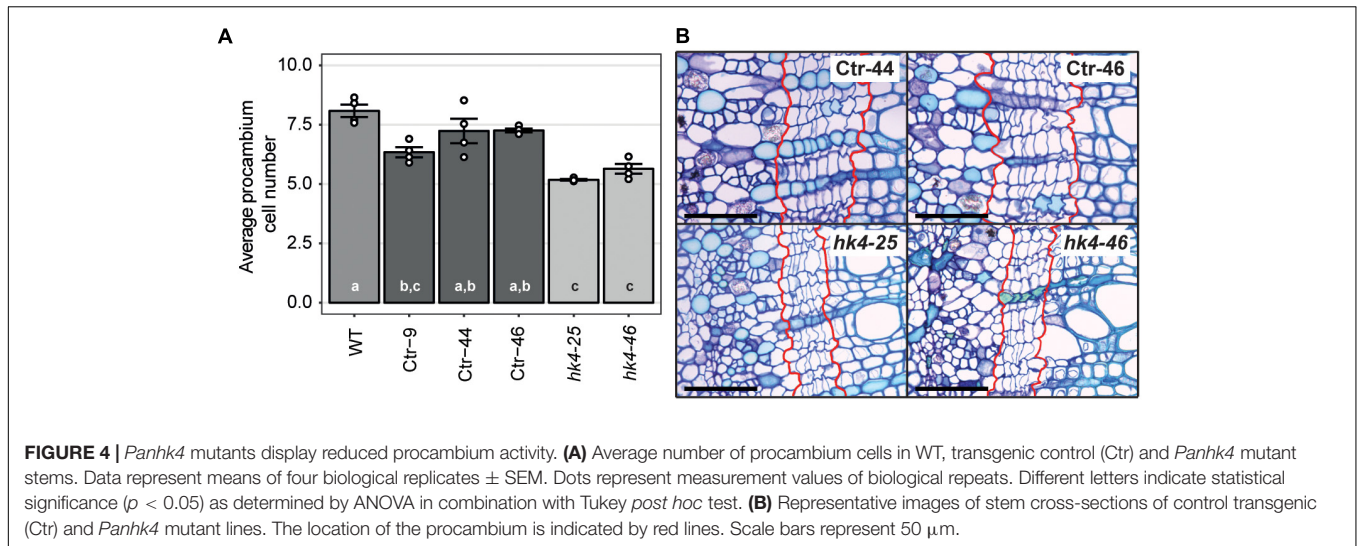 A
B
10.0
7.5
5.0
2.5
0.0
Average procambium
cell number
a
b,c
a,b
a,b
c
c
WT
Ctr–9
Ctr–44
Ctr–46
hk4-25
hk4-46
Ctr-44
Ctr-46
hk4-25
hk4-46
FIGURE 4 | Panhk4 mutants display reduced procambium activity. (A) Average number of procambium cells in WT, transgenic control (Ctr) and Panhk4 mutant
stems. Data represent means of four biological replicates ± SEM. Dots represent measurement values of biological repeats. Different letters indicate statistical
significance (p < 0.05) as determined by ANOVA in combination with Tukey post hoc test. (B) Representative images of stem cross-sections of control transgenic
(Ctr) and Panhk4 mutant lines. The location of the procambium is indicated by red lines. Scale bars represent 50 μm.